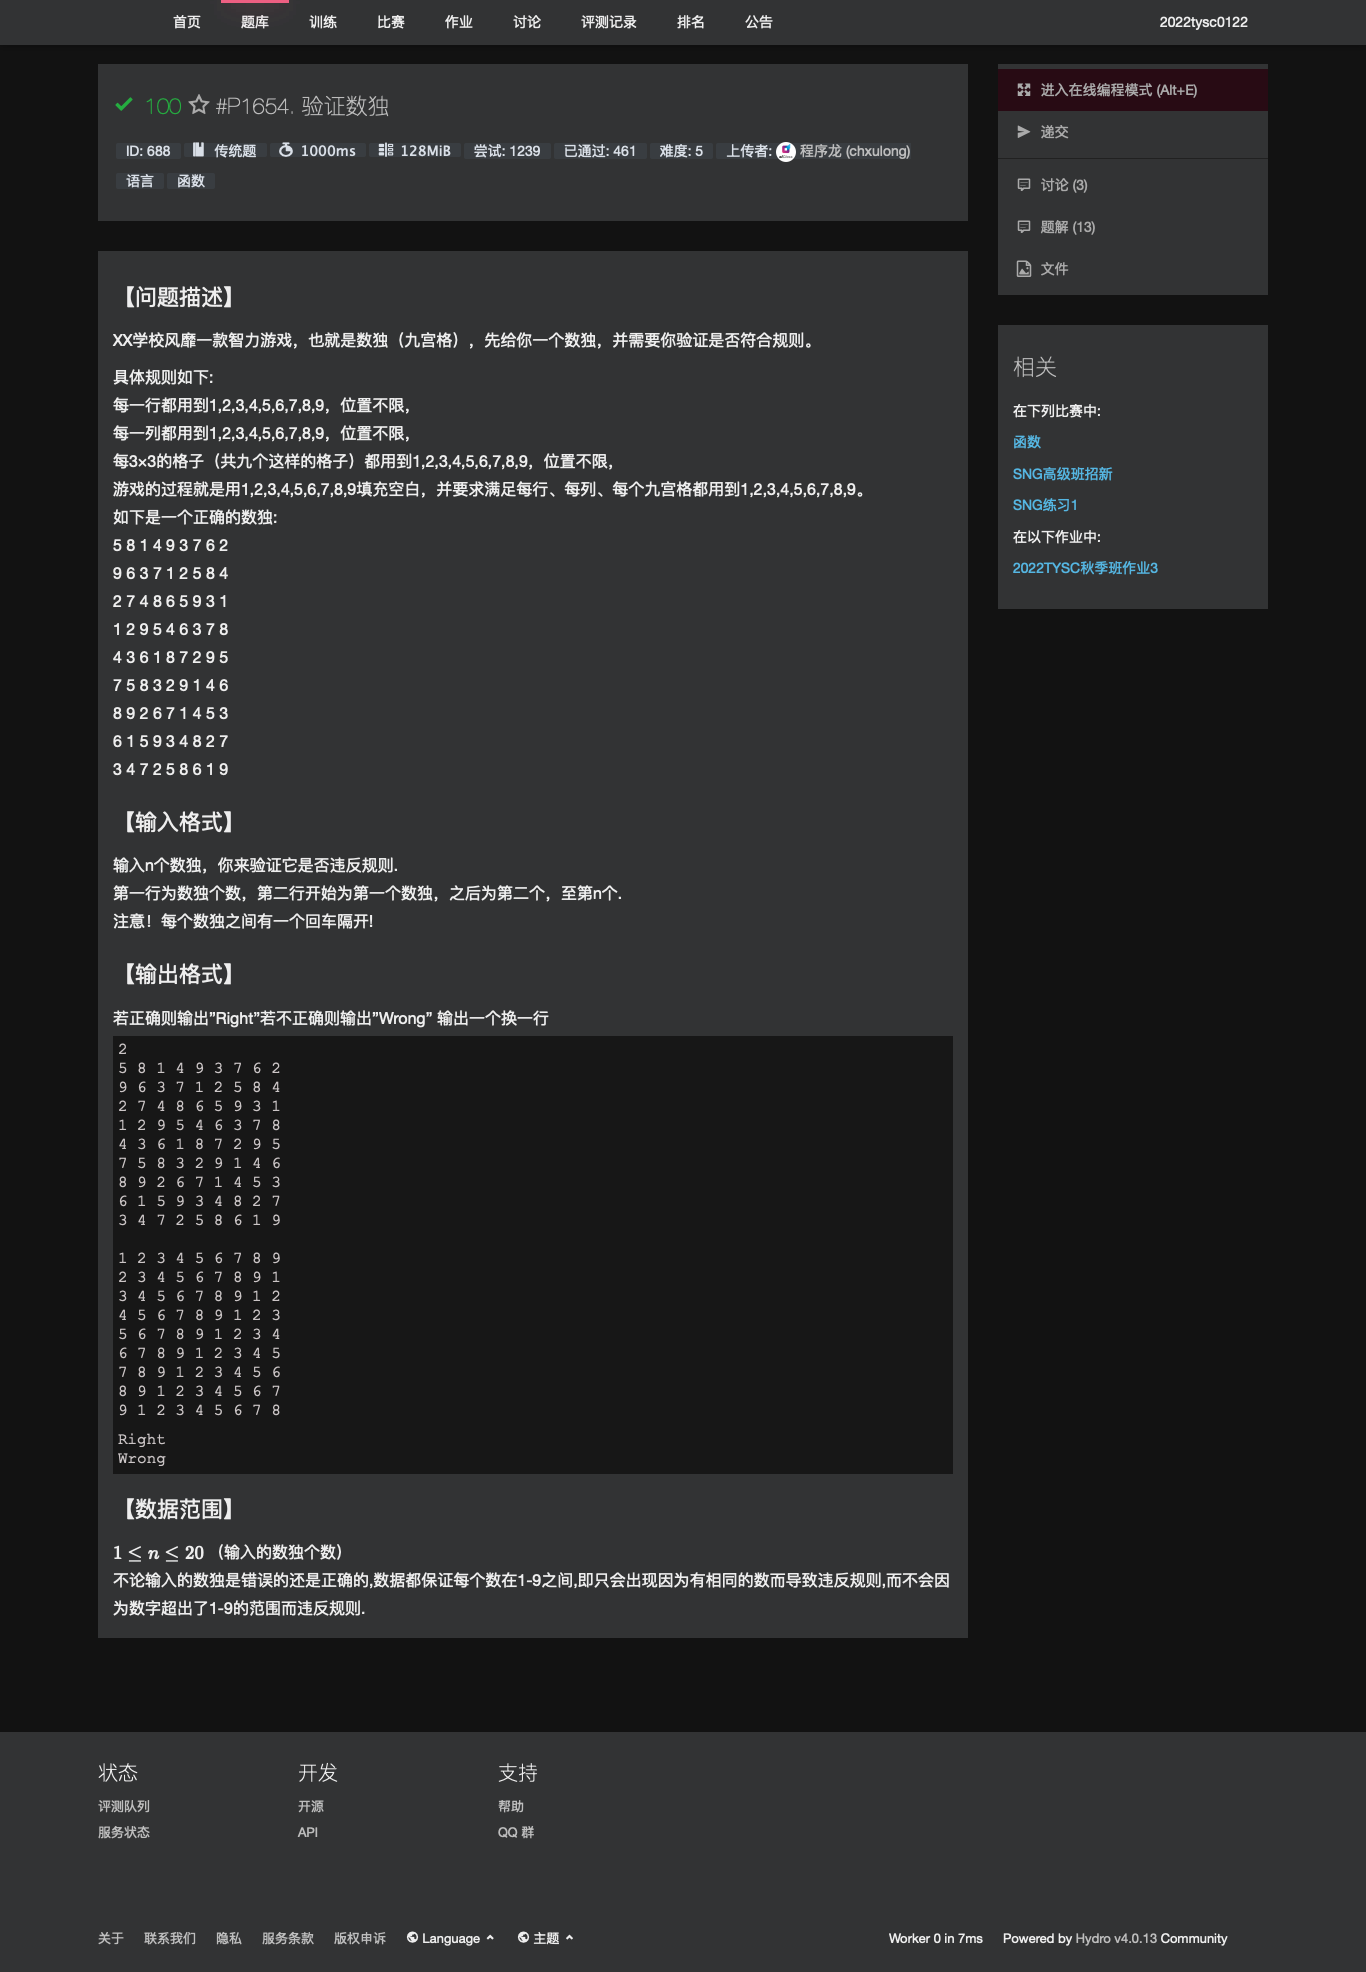 首页 题库 训练 比赛 作业 讨论 评测记录 排名 公告 2022tysc0122
100 #P1654. 验证数独
ID: 688 传统题 1000ms 128MiB 尝试: 1239 已通过: 461 难度: 5 上传者: 程序龙 (chxulong)
语言 函数
【问题描述】
XX学校风靡一款智力游戏，也就是数独（九宫格），先给你一个数独，并需要你验证是否符合规则。
具体规则如下:
每一行都用到1,2,3,4,5,6,7,8,9，位置不限，
每一列都用到1,2,3,4,5,6,7,8,9，位置不限，
每3×3的格子（共九个这样的格子）都用到1,2,3,4,5,6,7,8,9，位置不限，
游戏的过程就是用1,2,3,4,5,6,7,8,9填充空白，并要求满足每行、每列、每个九宫格都用到1,2,3,4,5,6,7,8,9。
如下是一个正确的数独:
5 8 1 4 9 3 7 6 2
9 6 3 7 1 2 5 8 4
2 7 4 8 6 5 9 3 1
1 2 9 5 4 6 3 7 8
4 3 6 1 8 7 2 9 5
7 5 8 3 2 9 1 4 6
8 9 2 6 7 1 4 5 3
6 1 5 9 3 4 8 2 7
3 4 7 2 5 8 6 1 9
【输入格式】
输入n个数独，你来验证它是否违反规则.
第一行为数独个数，第二行开始为第一个数独，之后为第二个，至第n个.
注意！每个数独之间有一个回车隔开!
【输出格式】
若正确则输出”Right”若不正确则输出”Wrong” 输出一个换一行
2
5 8 1 4 9 3 7 6 2
9 6 3 7 1 2 5 8 4
2 7 4 8 6 5 9 3 1
1 2 9 5 4 6 3 7 8
4 3 6 1 8 7 2 9 5
7 5 8 3 2 9 1 4 6
8 9 2 6 7 1 4 5 3
6 1 5 9 3 4 8 2 7
3 4 7 2 5 8 6 1 9
1 2 3 4 5 6 7 8 9
2 3 4 5 6 7 8 9 1
3 4 5 6 7 8 9 1 2
4 5 6 7 8 9 1 2 3
5 6 7 8 9 1 2 3 4
6 7 8 9 1 2 3 4 5
7 8 9 1 2 3 4 5 6
8 9 1 2 3 4 5 6 7
9 1 2 3 4 5 6 7 8
Right
Wrong
【数据范围】
1 ≤ n ≤ 20 （输入的数独个数）
不论输入的数独是错误的还是正确的,数据都保证每个数在1-9之间,即只会出现因为有相同的数而导致违反规则,而不会因
为数字超出了1-9的范围而违反规则.
进入在线编程模式 (Alt+E)
递交
讨论 (3)
题解 (13)
文件
相关
在下列比赛中:
函数
SNG高级班招新
SNG练习1
在以下作业中:
2022TYSC秋季班作业3
状态 开发 支持
评测队列 开源 帮助
服务状态 API QQ 群
关于 联系我们 隐私 服务条款 版权申诉 Language 主题 Worker 0 in 7ms Powered by Hydro v4.0.13 Community